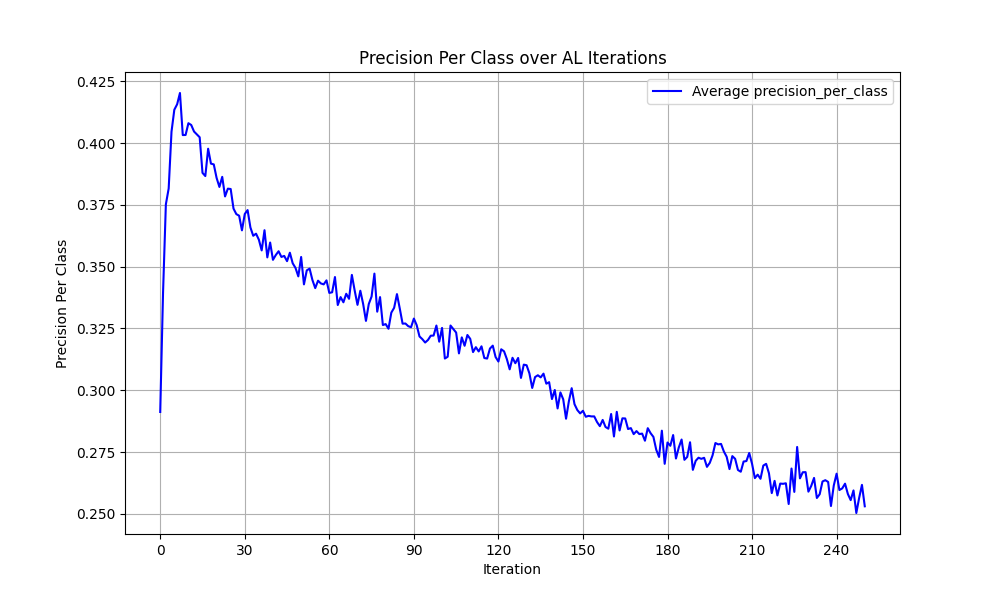 Precision Per Class over AL Iterations
Average precision_per_class
Precision Per Class
0.425
0.400
0.375
0.350
0.325
0.300
0.275
0.250
0 30 60 90 120 150 180 210 240
Iteration